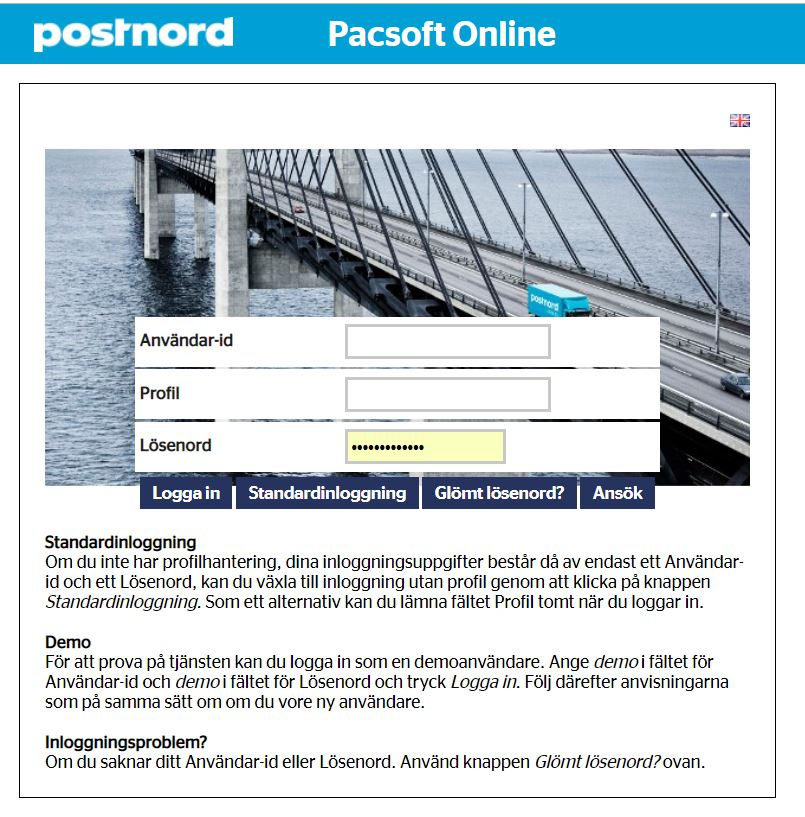 postnord
Pacsoft Online
postnord
Användar-id
Profil
Lösenord
•••••••••••••
Logga in
Standardinloggning
Glömt lösenord?
Ansök
Standardinloggning
Om du inte har profilhantering, dina inloggningsuppgifter består då av endast ett Användar-
id och ett Lösenord, kan du växla till inloggning utan profil genom att klicka på knappen
Standardinloggning. Som ett alternativ kan du lämna fältet Profil tomt när du loggar in.
Demo
För att prova på tjänsten kan du logga in som en demoanvändare. Ange demo i fältet för
Användar-id och demo i fältet för Lösenord och tryck Logga in. Följ därefter anvisningarna
som på samma sätt om om du vore ny användare.
Inloggningsproblem?
Om du saknar ditt Användar-id eller Lösenord. Använd knappen Glömt lösenord? ovan.